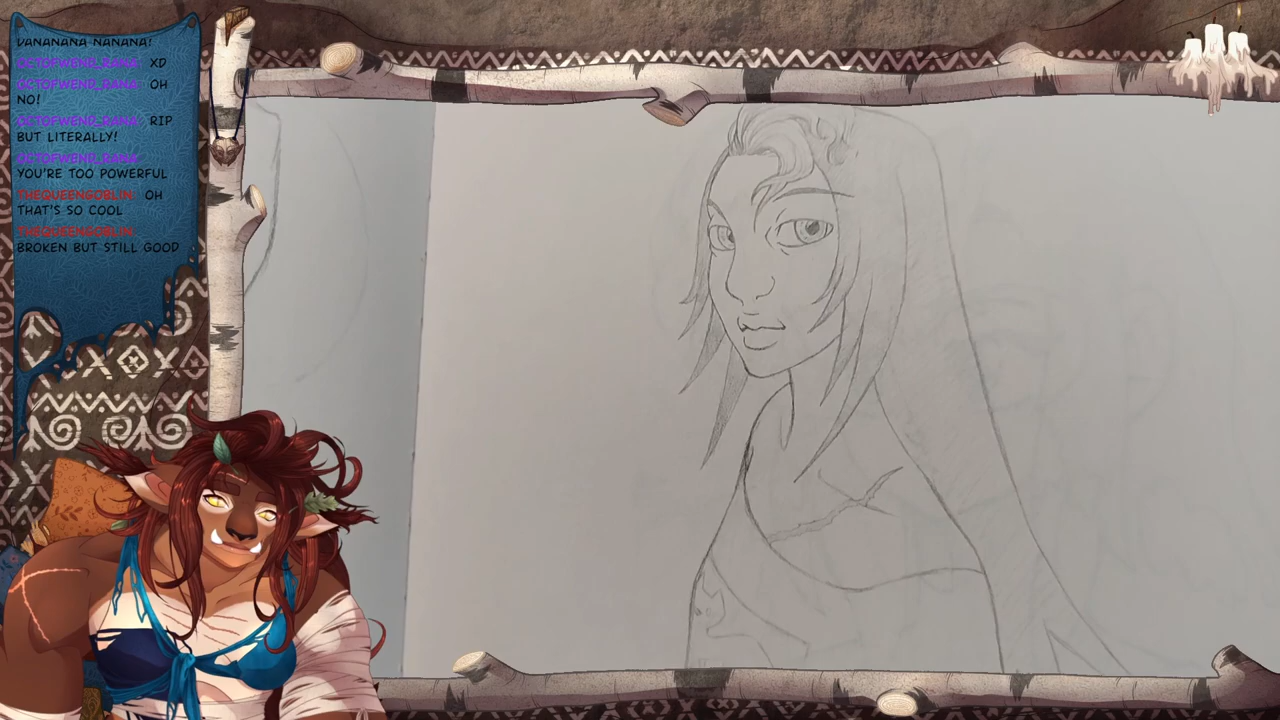 DANANANA NANANA!
OCTOFWEND_RANA: XD
OCTOFWEND_RANA: OH
NO!
OCTOFWEND_RANA: RIP
BUT LITERALLY!
OCTOFWEND_RANA:
YOU'RE TOO POWERFUL
THEQUEENGOBLIN: OH
THAT'S SO COOL
THEQUEENGOBLIN:
BROKEN BUT STILL GOOD